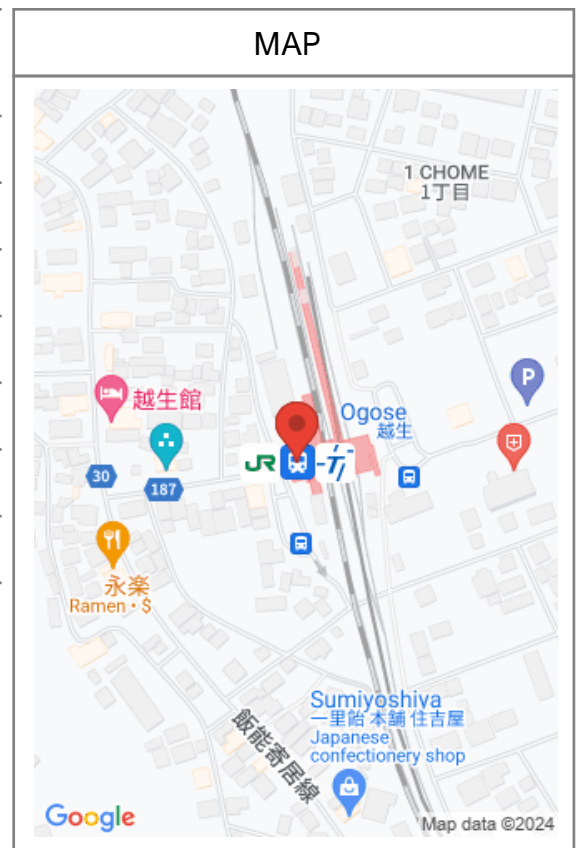 MAP
1 CHOME
1丁目
越生館
Ogose
越生
P
JR
30
187
永楽
Ramen • $
Sumiyoshiya
一里飴 本舗 住吉屋
Japanese
confectionery shop
飯能寄居線
Google
Map data ©2024